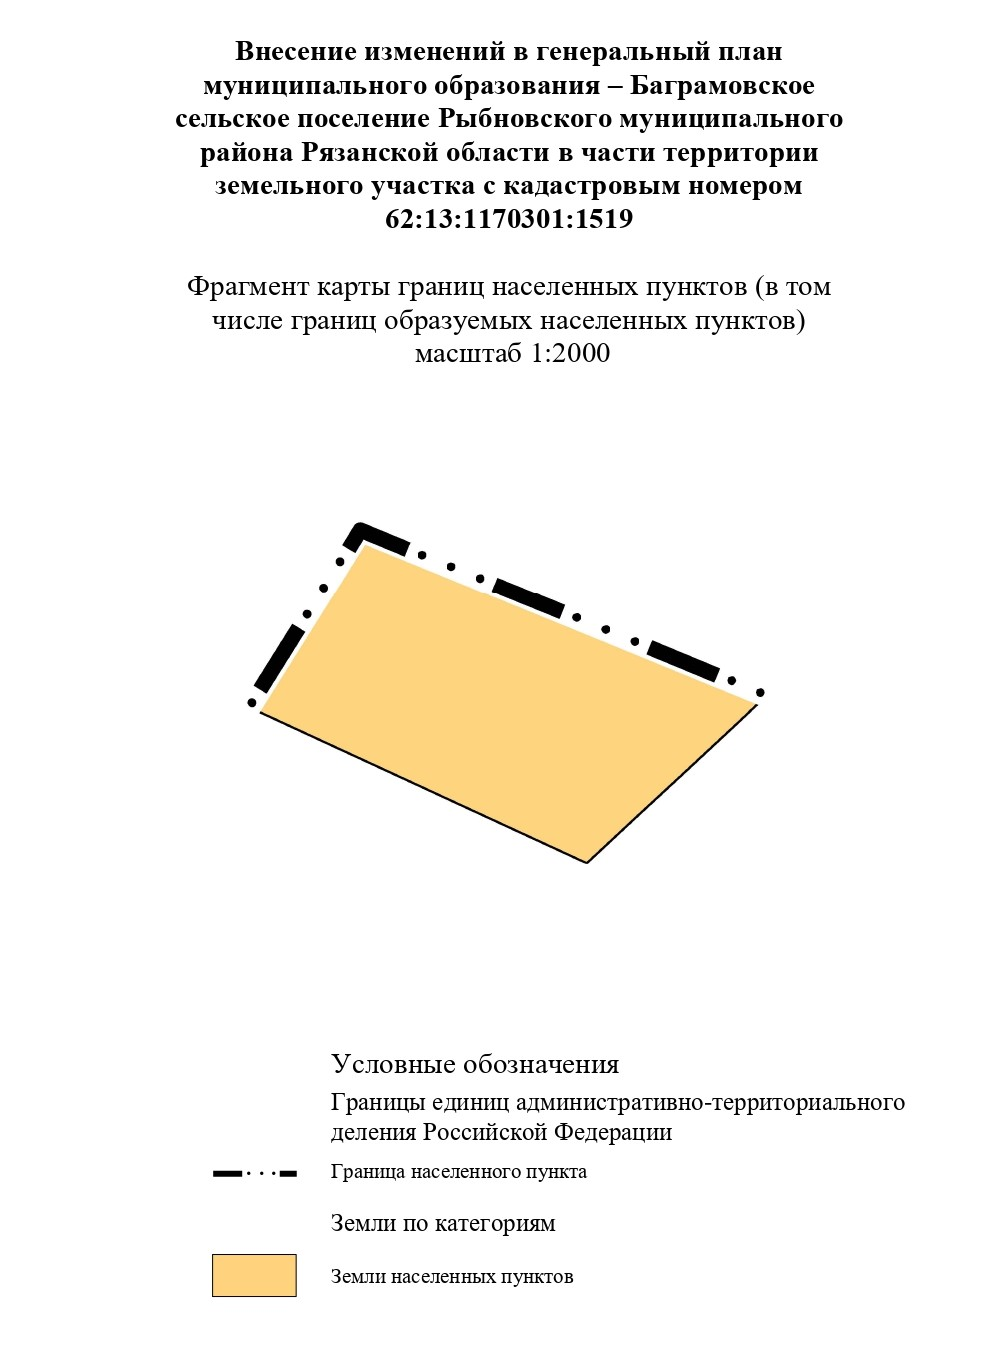 Внесение изменений в генеральный план
муниципального образования – Баграмовское
сельское поселение Рыбновского муниципального
района Рязанской области в части территории
земельного участка с кадастровым номером
62:13:1170301:1519
Фрагмент карты границ населенных пунктов (в том
числе границ образуемых населенных пунктов)
масштаб 1:2000
Условные обозначения
Границы единиц административно-территориального
деления Российской Федерации
Граница населенного пункта
Земли по категориям
Земли населенных пунктов